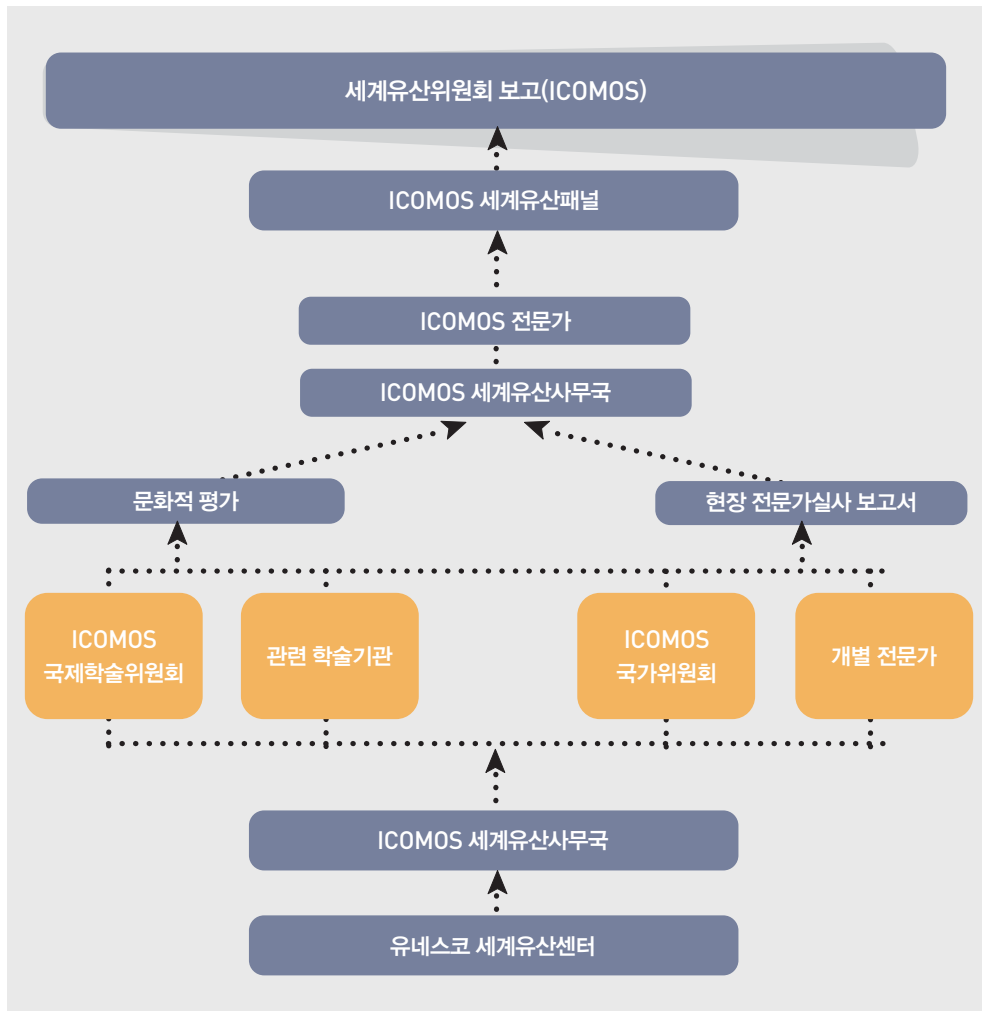 세계유산위원회 보고(ICOMOS)
ICOMOS 세계유산패널
ICOMOS 전문가
ICOMOS 세계유산사무국
문화적 평가
현장 전문가실사 보고서
ICOMOS
국제학술위원회
관련 학술기관
ICOMOS
국가위원회
개별 전문가
ICOMOS 세계유산사무국
유네스코 세계유산센터